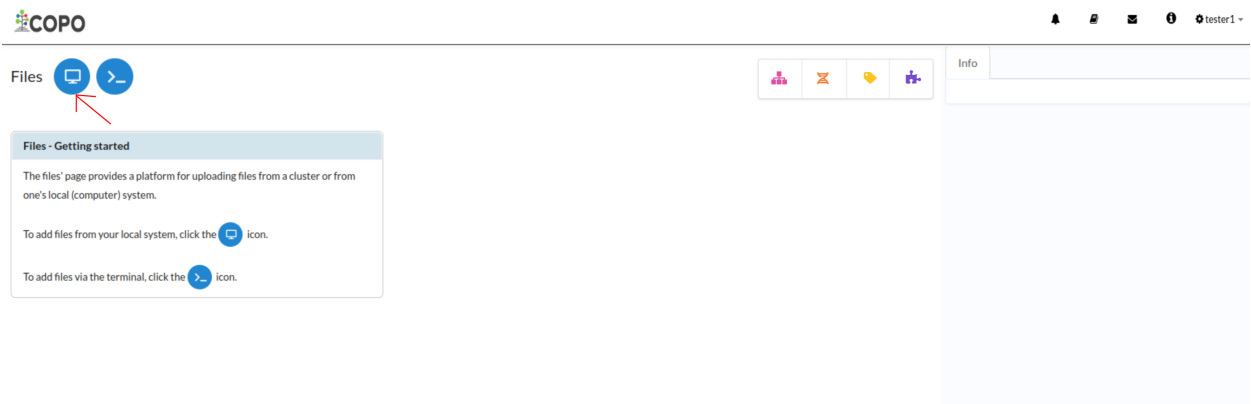 COPO
tester1
Files
Info
Files - Getting started
The files' page provides a platform for uploading files from a cluster or from
one's local (computer) system.
To add files from your local system, click the icon.
To add files via the terminal, click the icon.